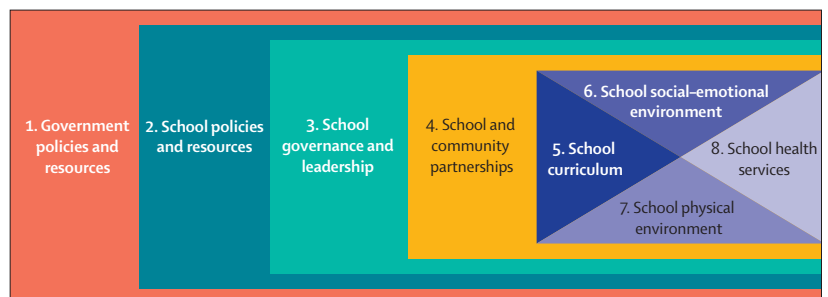 1. Government
policies and
resources
2. School policies
and resources
3. School
governance and
leadership
4. School and
community
partnerships
5. School
curriculum
6. School social–emotional
environment
7. School physical
environment
8. School health
services